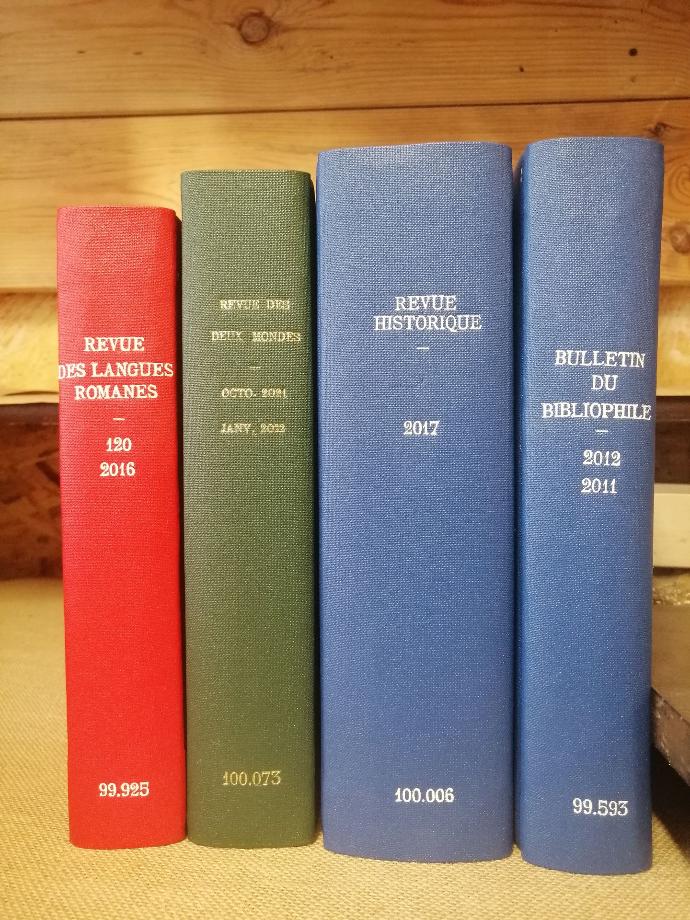 REVUE
DES LANGUES
ROMANES
—
120
2016
99.925
REVUE DES
DEUX MONDES
—
OCTO. 2021
JANV. 2022
100.073
REVUE
HISTORIQUE
—
2017
100.006
BULLETIN
DU
BIBLIOPHILE
—
2012
2011
99.593